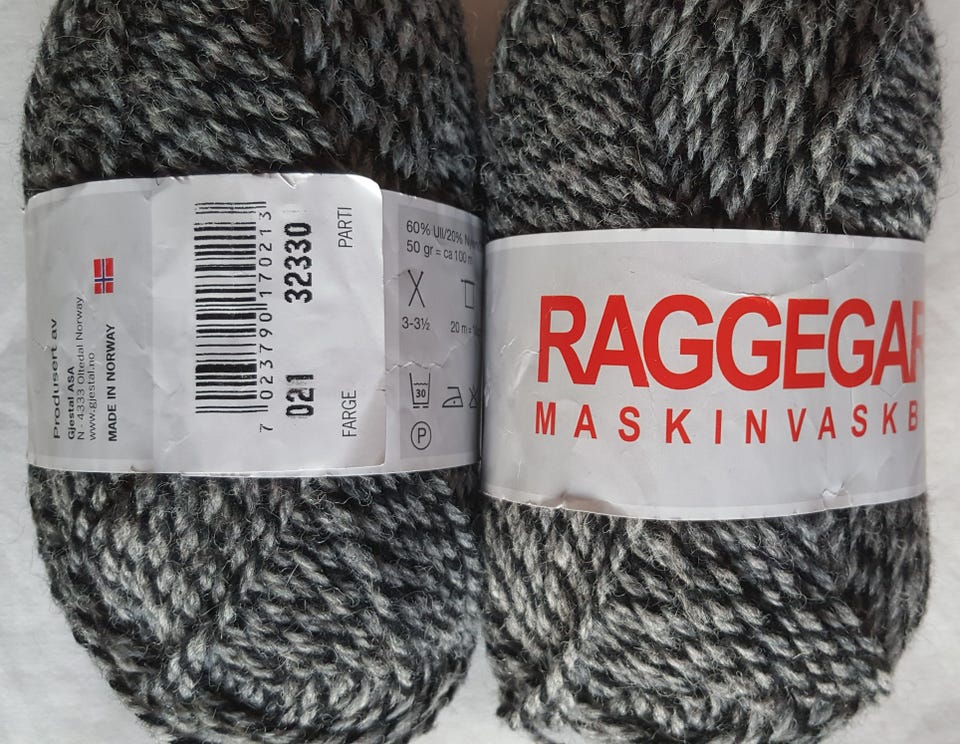 Produsert av
Gjestal ASA
N - 4333 Oltedal Norway
www.gjestal.no
MADE IN NORWAY
7 023790 170213
021 32330
FARGE PARTI
60% Ull/20% N
50 gr = ca 100 m
3-3½
20 m =
30
P
RAGGEGAR
MASKINVASKB